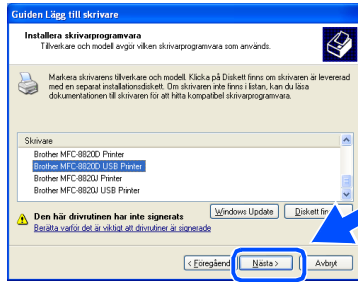 Guiden Lägg till skrivare
Installera skrivarprogramvara
Tillverkare och modell avgör vilken skrivarprogramvara som används.
Markera skrivarens tillverkare och modell. Klicka på Diskett finns om skrivaren är levererad
med en separat installationsdiskett. Om skrivaren inte finns i listan, kan du läsa
dokumentationen till skrivaren för att hitta kompatibel skrivarprogramvara.
Skrivare
Brother MFC-8820D Printer
Brother MFC-8820D USB Printer
Brother MFC-8820J Printer
Brother MFC-8820J USB Printer
Den här drivrutinen har inte signerats
Windows Update
Diskett fin
Berätta varför det är viktigt att drivrutiner är signerade
< Föregåend
Nästa >
Avbryt